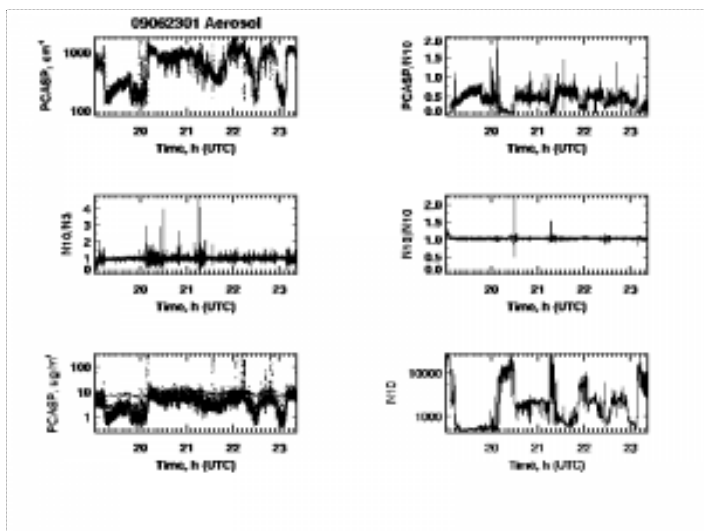 09062301 Aerosol
PCASP, cm
1000
100
20 21 22 23
Time, h (UTC)
PCASP/N10
2.0
1.5
1.0
0.5
0.0
20 21 22 23
Time, h (UTC)
N10/N3
4
3
2
1
0
20 21 22 23
Time, h (UTC)
2.0
1.5
1.0
0.5
0.0
20 21 22 23
Time, h (UTC)
PCASP, ug/m
100
10
1
20 21 22 23
Time, h (UTC)
N10
10000
1000
20 21 22 23
Time, h (UTC)